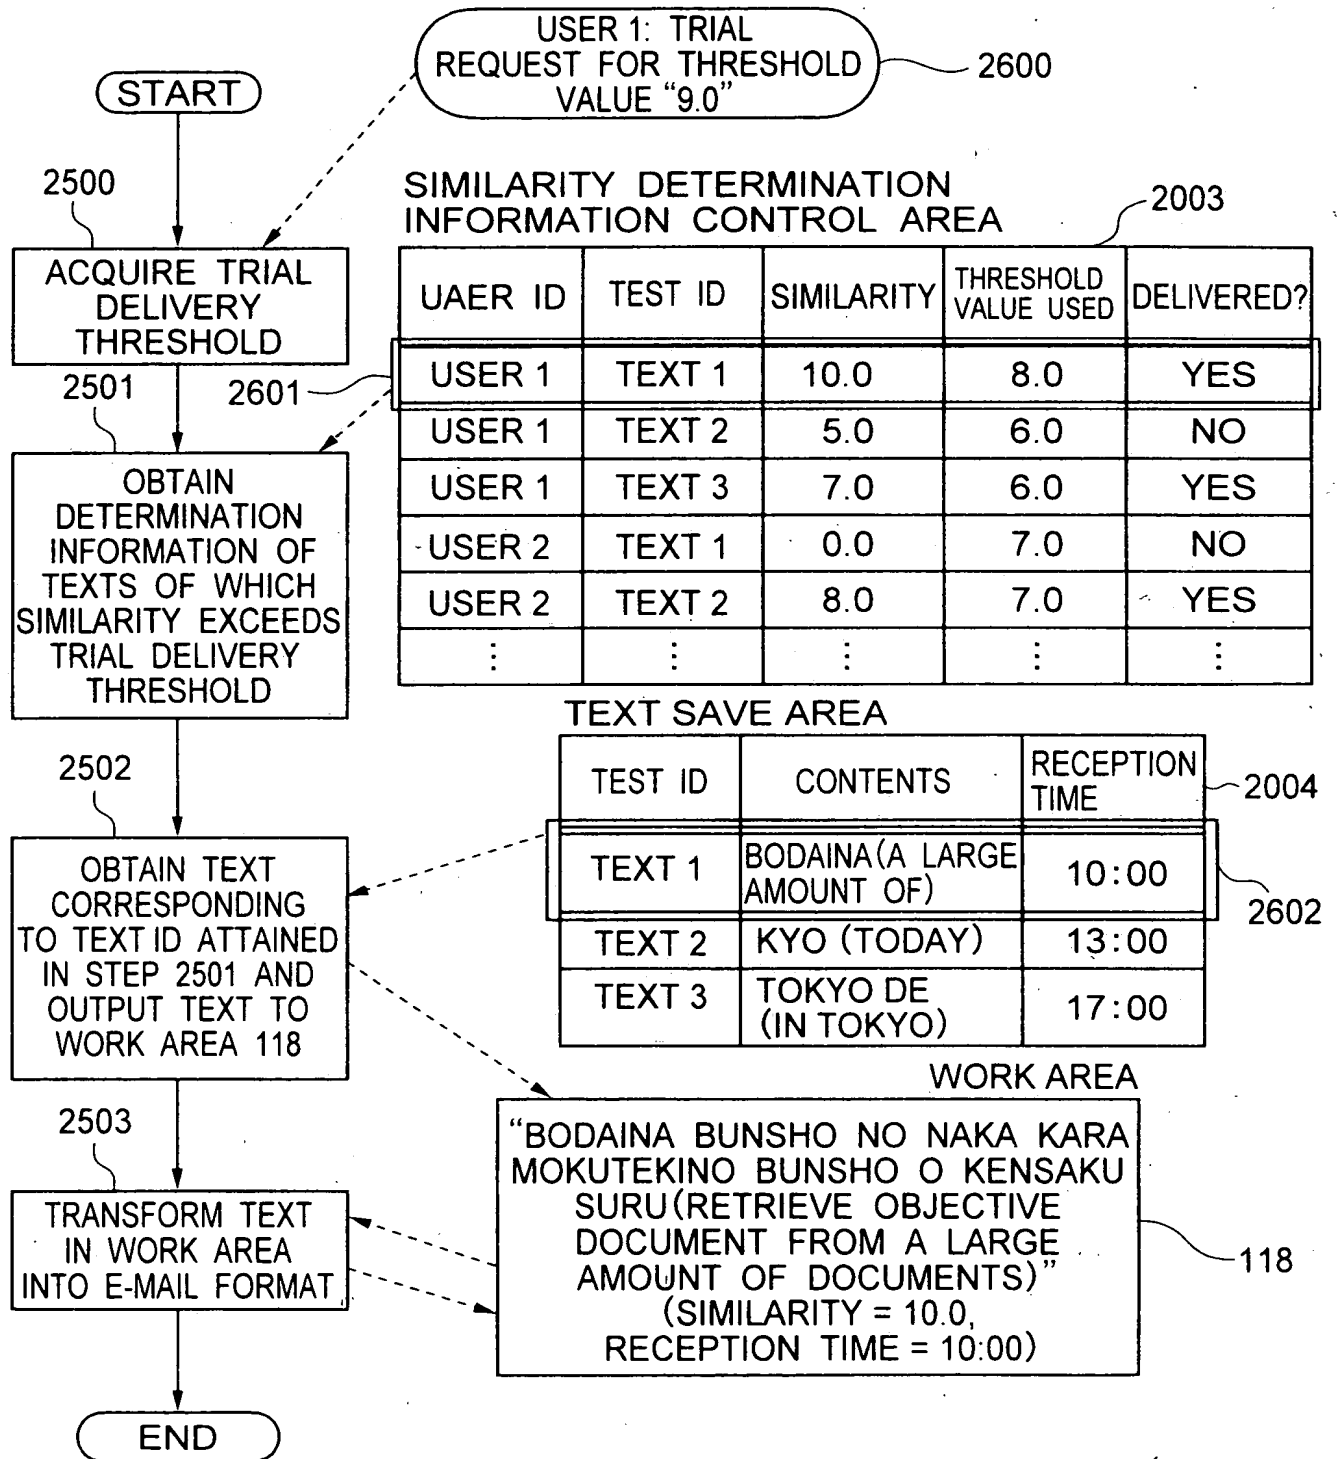 USER 1: TRIAL
REQUEST FOR THRESHOLD
VALUE “9.0”
2600
START
2500
ACQUIRE TRIAL
DELIVERY
THRESHOLD
SIMILARITY DETERMINATION
INFORMATION CONTROL AREA
2003
UAER ID TEST ID SIMILARITY THRESHOLD VALUE USED DELIVERED?
USER 1 TEXT 1 10.0 8.0 YES
USER 1 TEXT 2 5.0 6.0 NO
USER 1 TEXT 3 7.0 6.0 YES
USER 2 TEXT 1 0.0 7.0 NO
USER 2 TEXT 2 8.0 7.0 YES
⋮ ⋮ ⋮ ⋮ ⋮
2501
2601
OBTAIN
DETERMINATION
INFORMATION OF
TEXTS OF WHICH
SIMILARITY EXCEEDS
TRIAL DELIVERY
THRESHOLD
TEXT SAVE AREA
2004
TEST ID CONTENTS RECEPTION TIME
TEXT 1 BODAINA(A LARGE AMOUNT OF) 10:00
TEXT 2 KYO (TODAY) 13:00
TEXT 3 TOKYO DE (IN TOKYO) 17:00
2602
2502
OBTAIN TEXT
CORRESPONDING
TO TEXT ID ATTAINED
IN STEP 2501 AND
OUTPUT TEXT TO
WORK AREA 118
WORK AREA
“BODAINA BUNSHO NO NAKA KARA
MOKUTEKINO BUNSHO O KENSAKU
SURU(RETRIEVE OBJECTIVE
DOCUMENT FROM A LARGE
AMOUNT OF DOCUMENTS)”
(SIMILARITY = 10.0,
RECEPTION TIME = 10:00)
118
2503
TRANSFORM TEXT
IN WORK AREA
INTO E-MAIL FORMAT
END